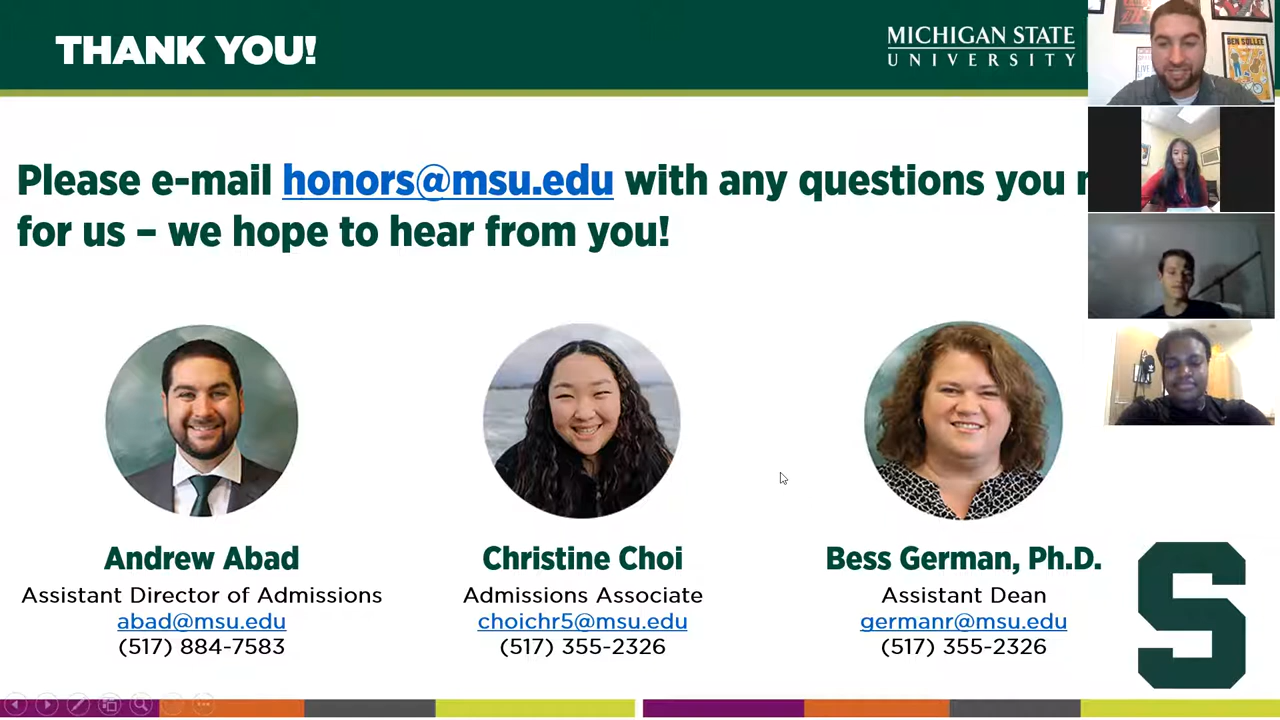 THANK YOU!
MICHIGAN STATE
UNIVERSITY
BEN SOLLEE
Please e-mail honors@msu.edu with any questions you
for us – we hope to hear from you!
Andrew Abad
Assistant Director of Admissions
abad@msu.edu
(517) 884-7583
Christine Choi
Admissions Associate
choichr5@msu.edu
(517) 355-2326
Bess German, Ph.D.
Assistant Dean
germanr@msu.edu
(517) 355-2326
S